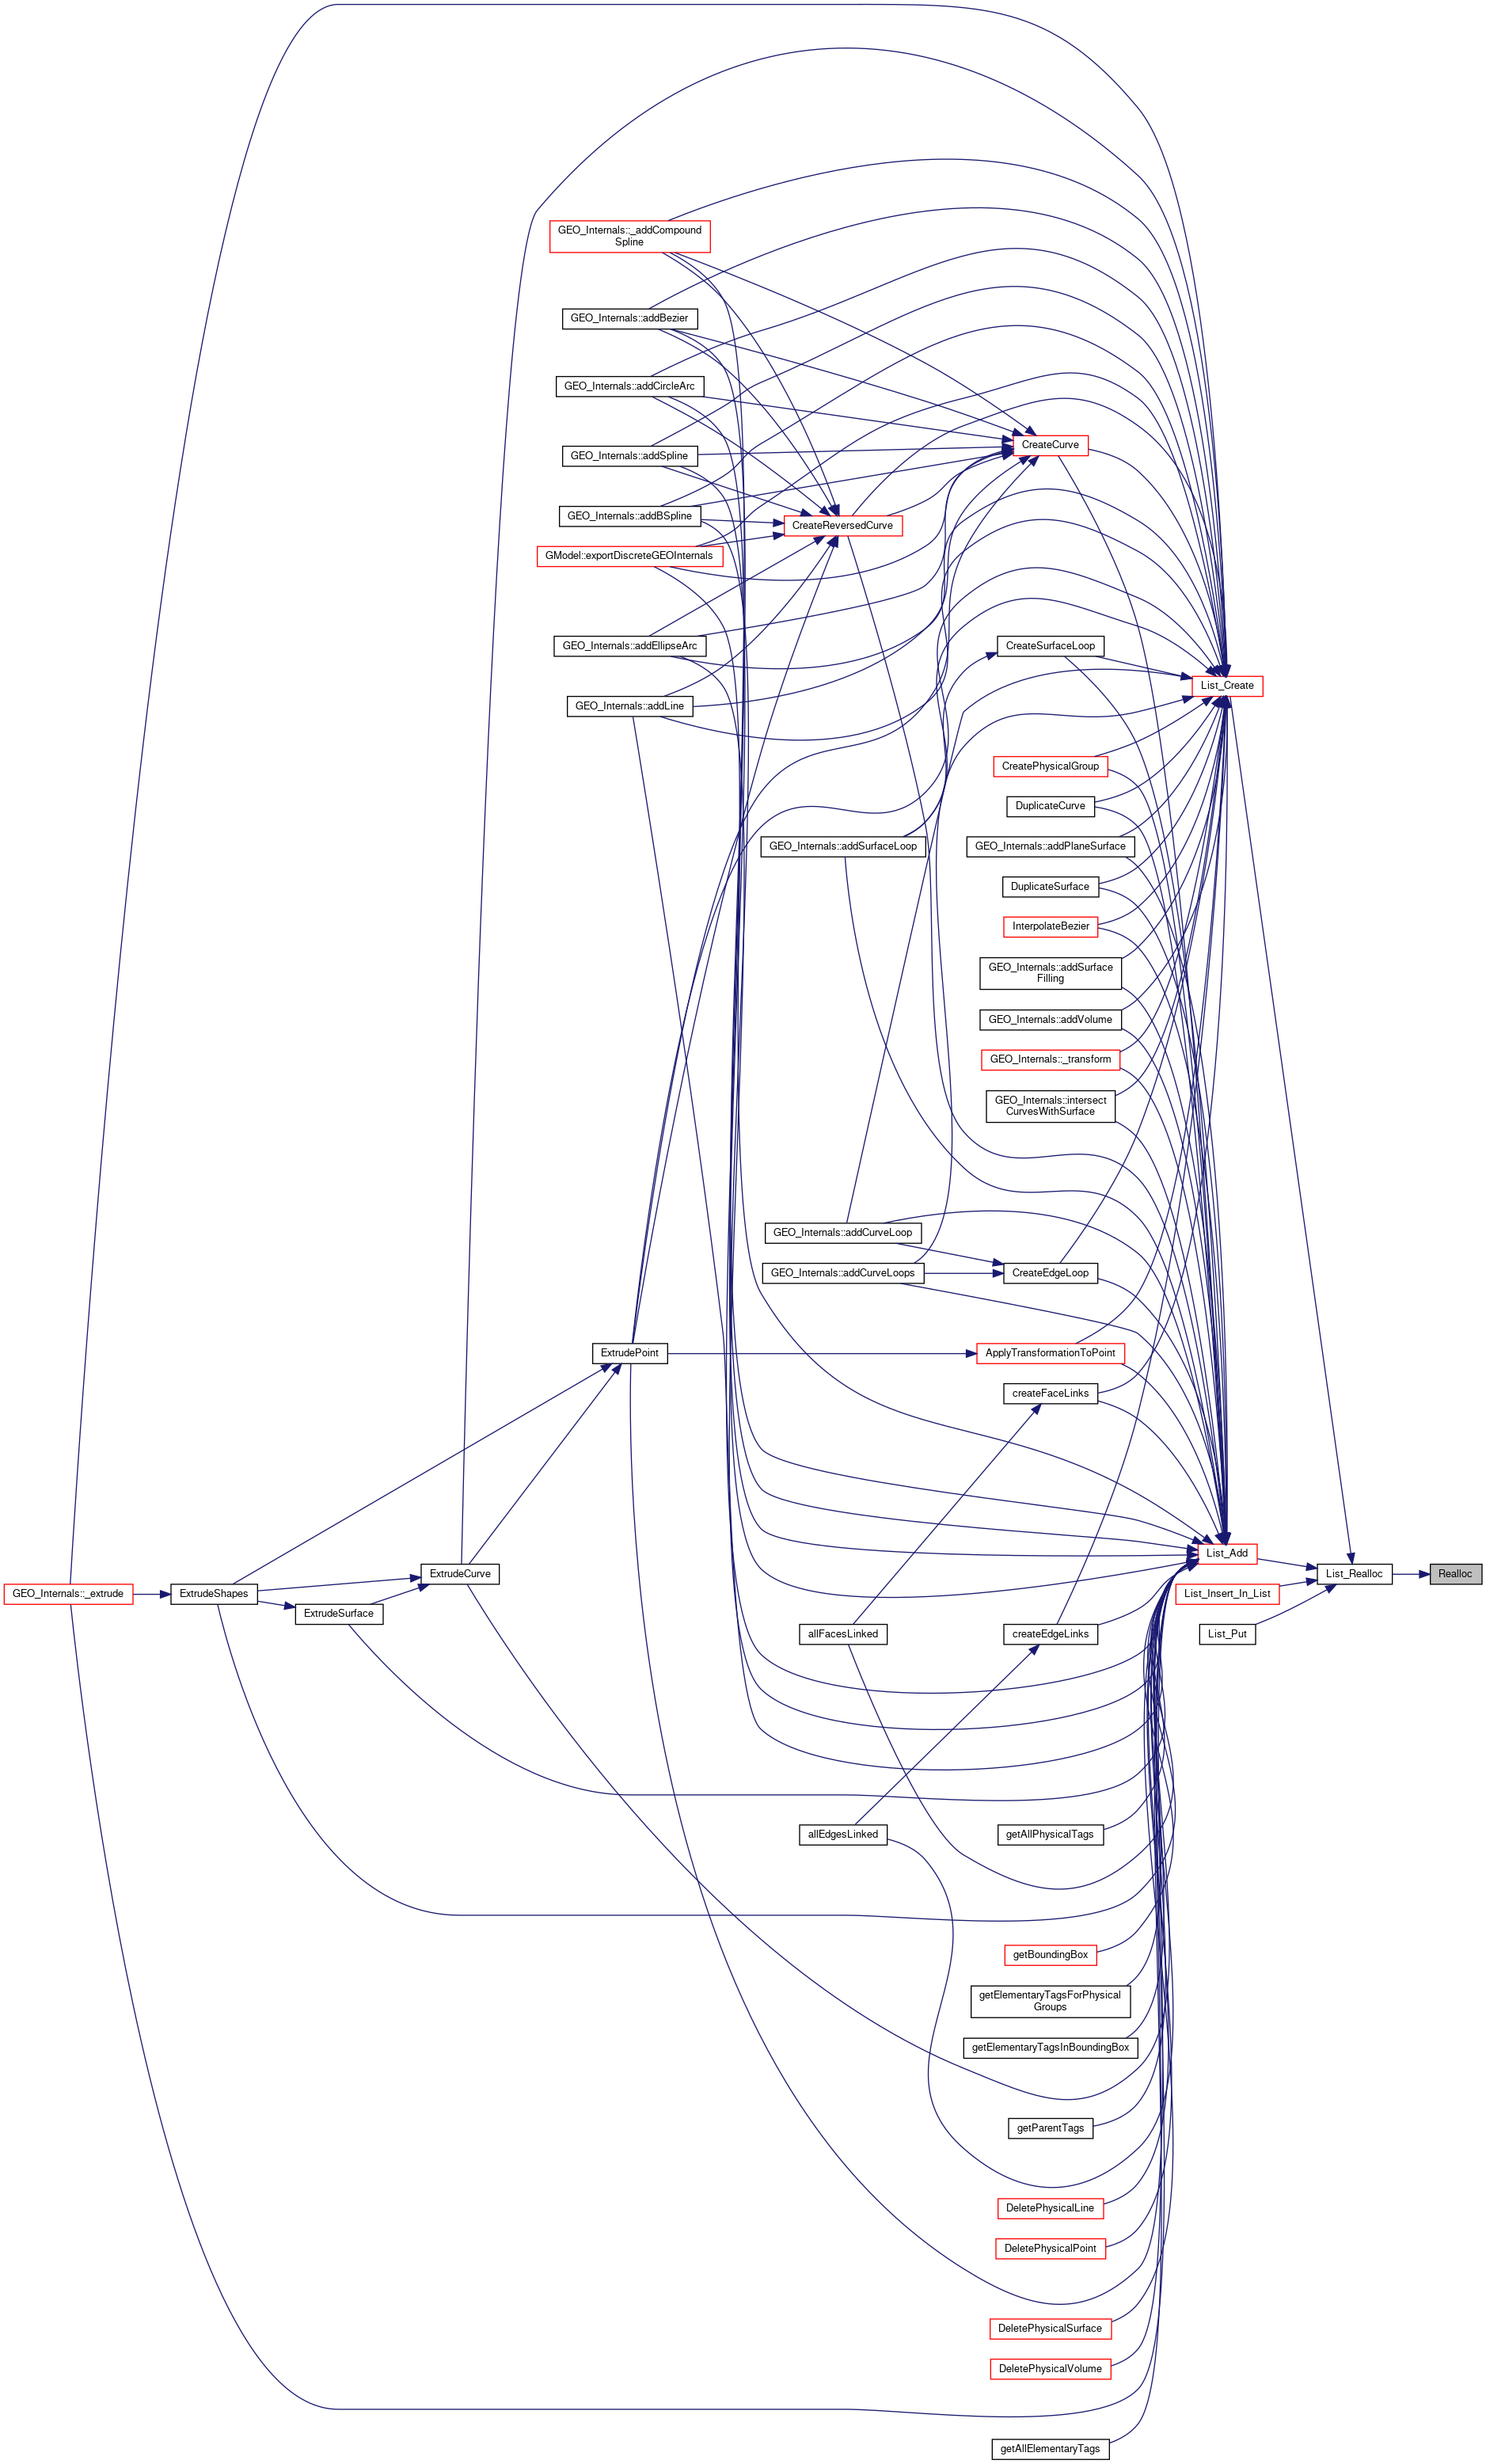 GEO_Internals::_addCompound
Spline
GEO_Internals::addBezier
GEO_Internals::addCircleArc
CreateCurve
GEO_Internals::addSpline
GEO_Internals::addBSpline
CreateReversedCurve
GModel::exportDiscreteGEOInternals
GEO_Internals::addEllipseArc
CreateSurfaceLoop
List_Create
GEO_Internals::addLine
CreatePhysicalGroup
DuplicateCurve
GEO_Internals::addSurfaceLoop
GEO_Internals::addPlaneSurface
DuplicateSurface
InterpolateBezier
GEO_Internals::addSurface
Filling
GEO_Internals::addVolume
GEO_Internals::_transform
GEO_Internals::intersect
CurvesWithSurface
GEO_Internals::addCurveLoop
GEO_Internals::addCurveLoops
CreateEdgeLoop
ExtrudePoint
ApplyTransformationToPoint
createFaceLinks
List_Add
List_Realloc
Realloc
ExtrudeCurve
GEO_Internals::_extrude
ExtrudeShapes
List_Insert_In_List
ExtrudeSurface
allFacesLinked
createEdgeLinks
List_Put
allEdgesLinked
getAllPhysicalTags
getBoundingBox
getElementaryTagsForPhysical
Groups
getElementaryTagsInBoundingBox
getParentTags
DeletePhysicalLine
DeletePhysicalPoint
DeletePhysicalSurface
DeletePhysicalVolume
getAllElementaryTags